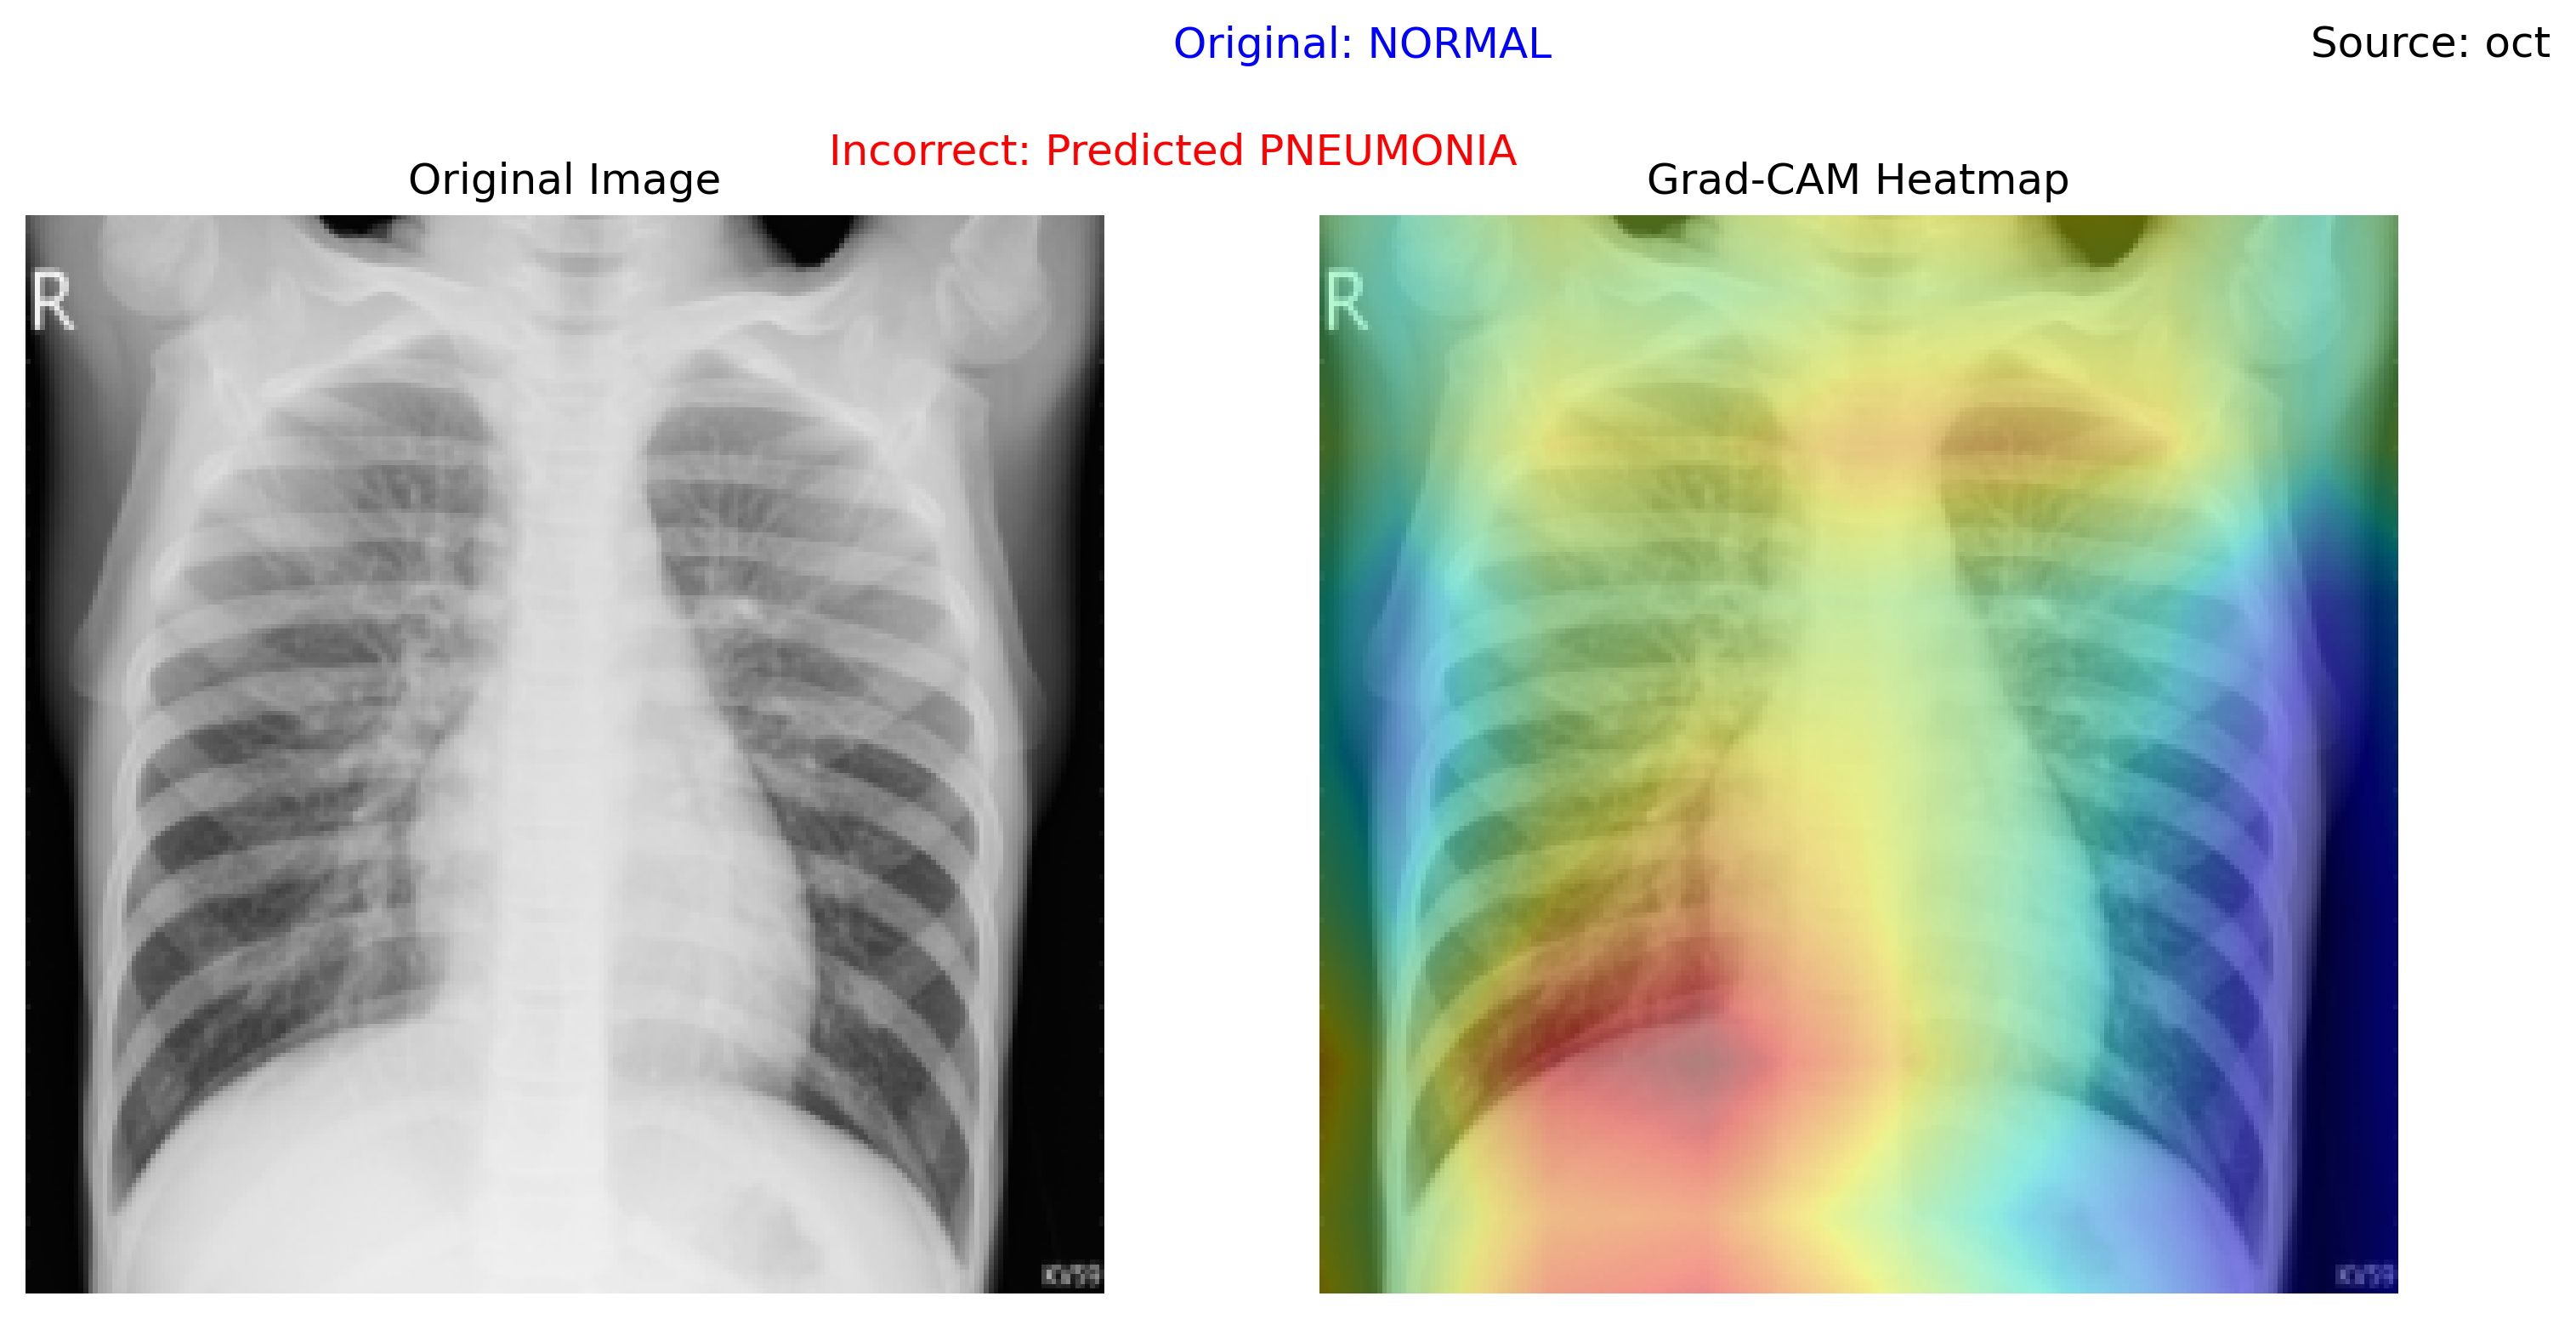 Original: NORMAL
Source: oct
Incorrect: Predicted PNEUMONIA
Original Image
Grad-CAM Heatmap
R
R